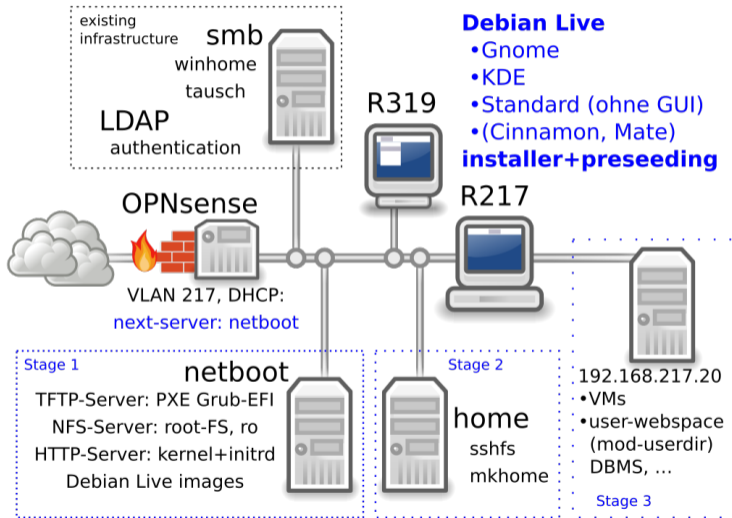 existing
infrastructure
smb
winhome
tausch
LDAP
authentication
R319
Debian Live
•Gnome
•KDE
•Standard (ohne GUI)
•(Cinnamon, Mate)
installer+preseeding
OPNsense
R217
VLAN 217, DHCP:
next-server: netboot
Stage 1
netboot
TFTP-Server: PXE Grub-EFI
NFS-Server: root-FS, ro
HTTP-Server: kernel+initrd
Debian Live images
Stage 2
home
sshfs
mkhome
192.168.217.20
•VMs
•user-webspace
(mod-userdir)
DBMS, ...
Stage 3